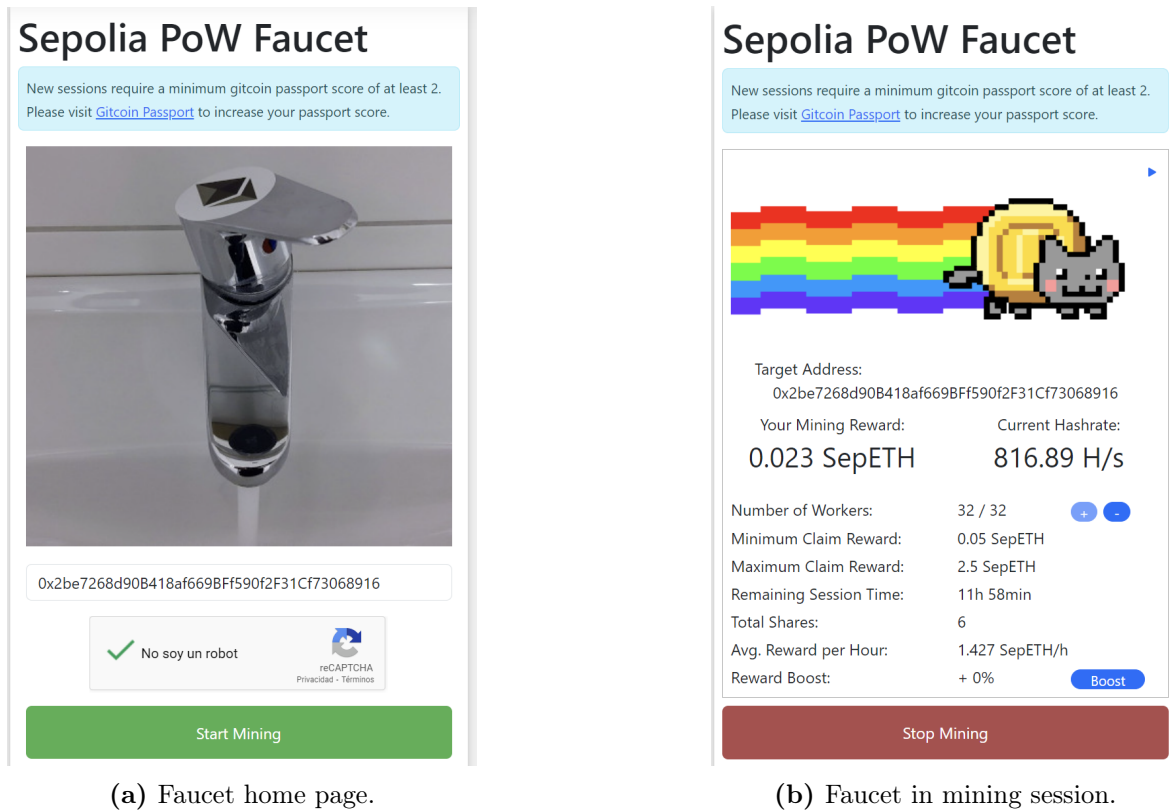 Sepolia PoW Faucet
New sessions require a minimum gitcoin passport score of at least 2.
Please visit Gitcoin Passport to increase your passport score.
0x2be7268d90B418af669BFf590f2F31Cf73068916
No soy un robot
reCAPTCHA
Privacidad - Términos
Start Mining
(a) Faucet home page.
Sepolia PoW Faucet
New sessions require a minimum gitcoin passport score of at least 2.
Please visit Gitcoin Passport to increase your passport score.
Target Address:
0x2be7268d90B418af669BFf590f2F31Cf73068916
Your Mining Reward: Current Hashrate:
0.023 SepETH 816.89 H/s
Number of Workers: 32 / 32 + -
Minimum Claim Reward: 0.05 SepETH
Maximum Claim Reward: 2.5 SepETH
Remaining Session Time: 11h 58min
Total Shares: 6
Avg. Reward per Hour: 1.427 SepETH/h
Reward Boost: + 0% Boost
Stop Mining
(b) Faucet in mining session.